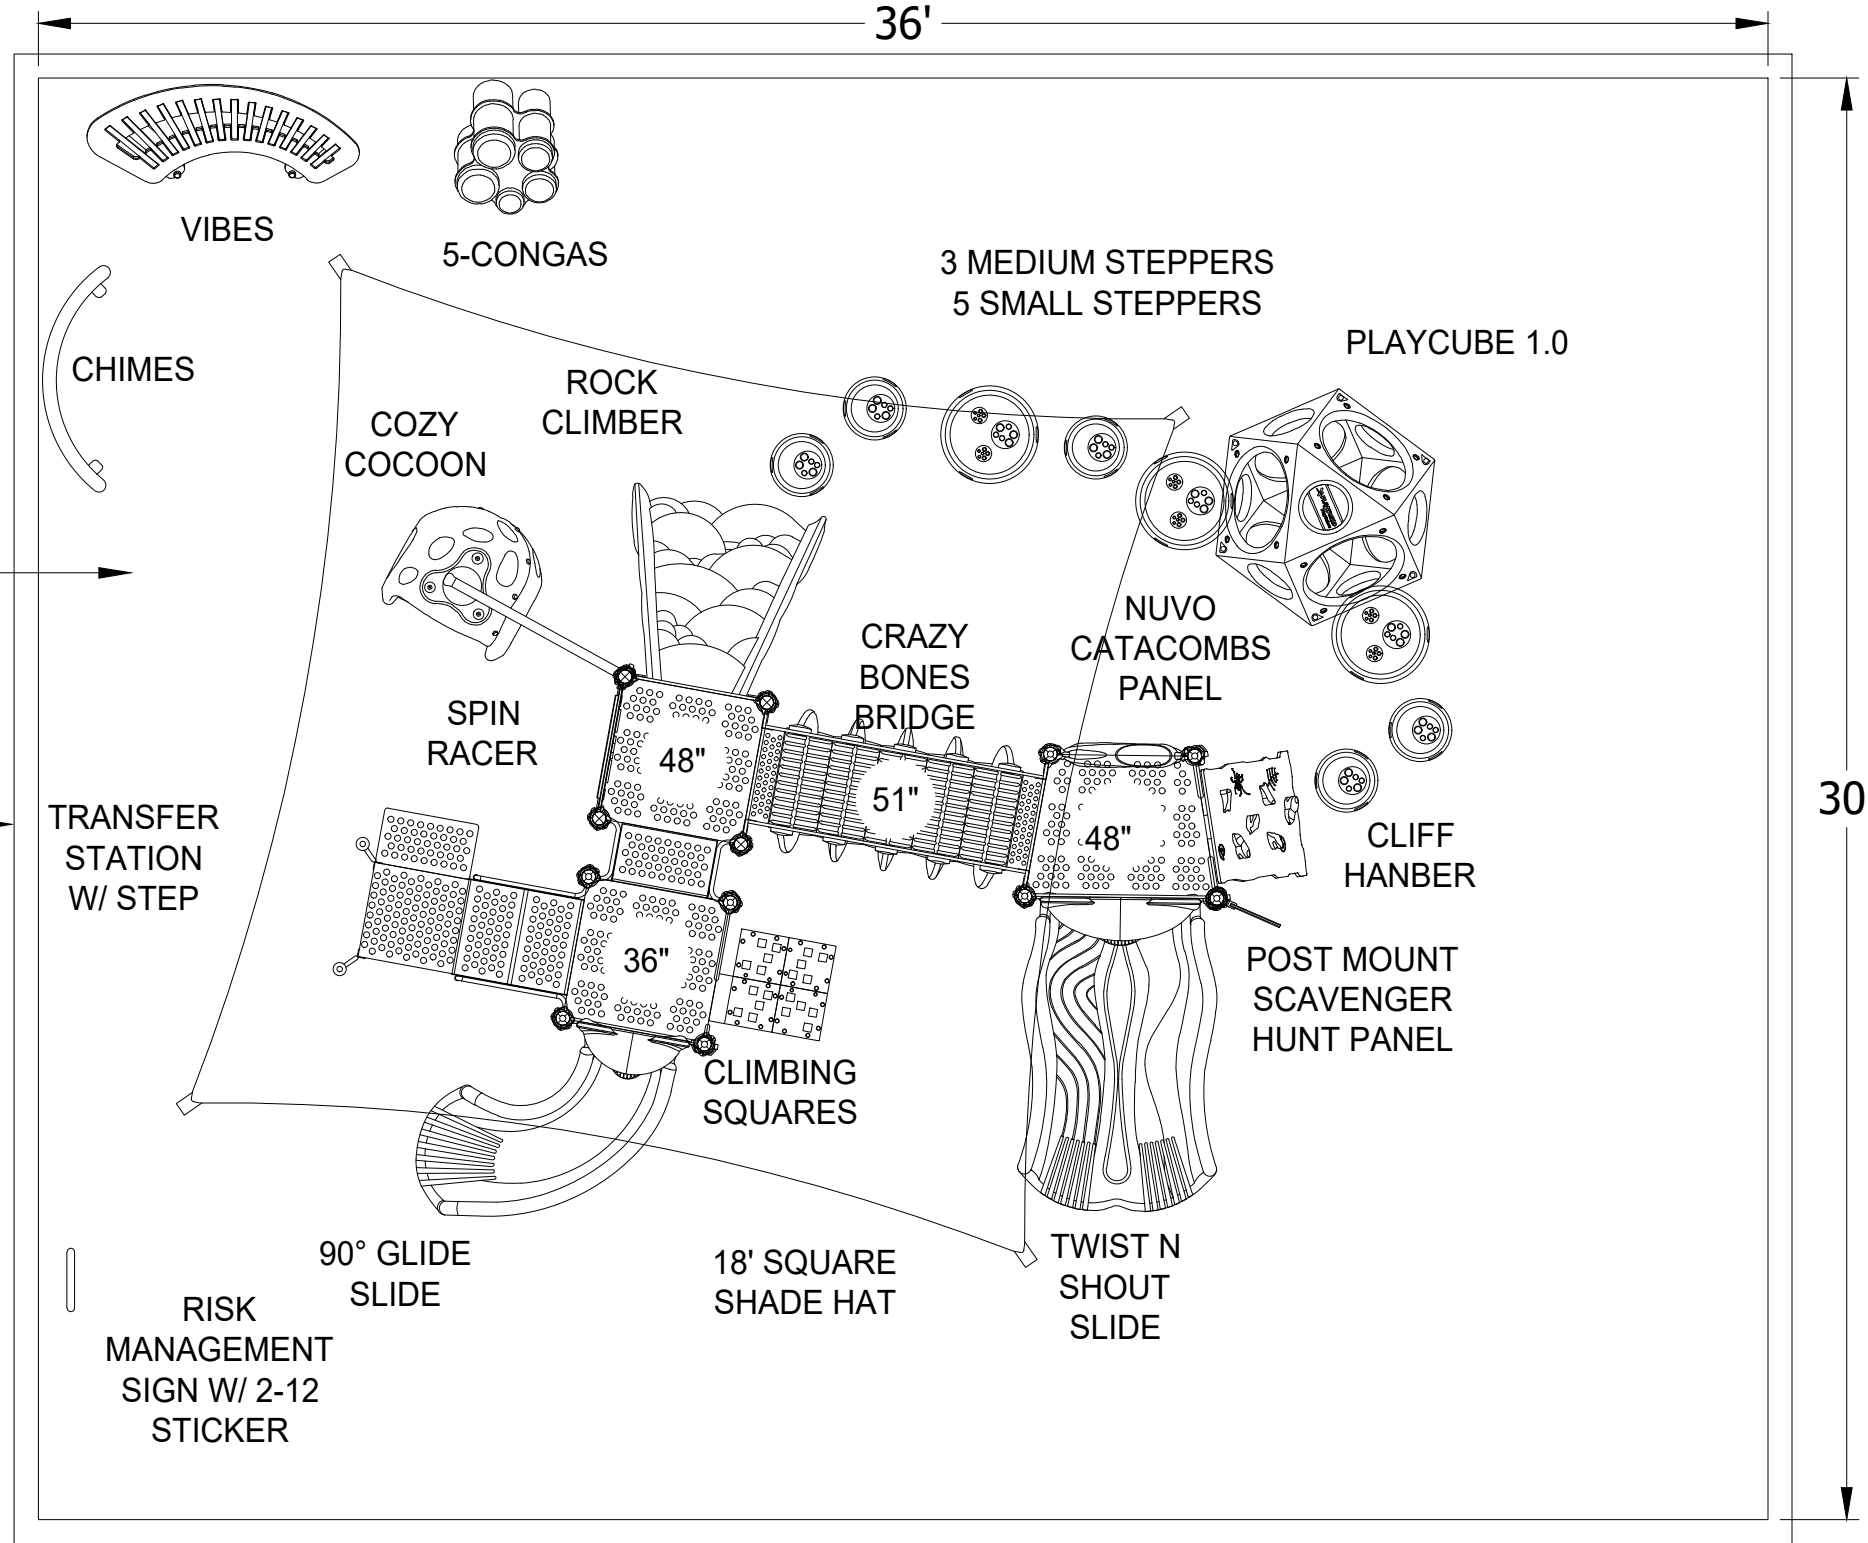 36'
VIBES
5-CONGAS
3 MEDIUM STEPPERS
5 SMALL STEPPERS
PLAYCUBE 1.0
CHIMES
ROCK
CLIMBER
COZY
COCOON
NUVO
CATACOMBS
PANEL
CRAZY
BONES
BRIDGE
SPIN
RACER
48"
51"
48"
30
TRANSFER
STATION
W/ STEP
CLIFF
HANBER
36"
POST MOUNT
SCAVENGER
HUNT PANEL
CLIMBING
SQUARES
90° GLIDE
SLIDE
18' SQUARE
SHADE HAT
TWIST N
SHOUT
SLIDE
RISK
MANAGEMENT
SIGN W/ 2-12
STICKER